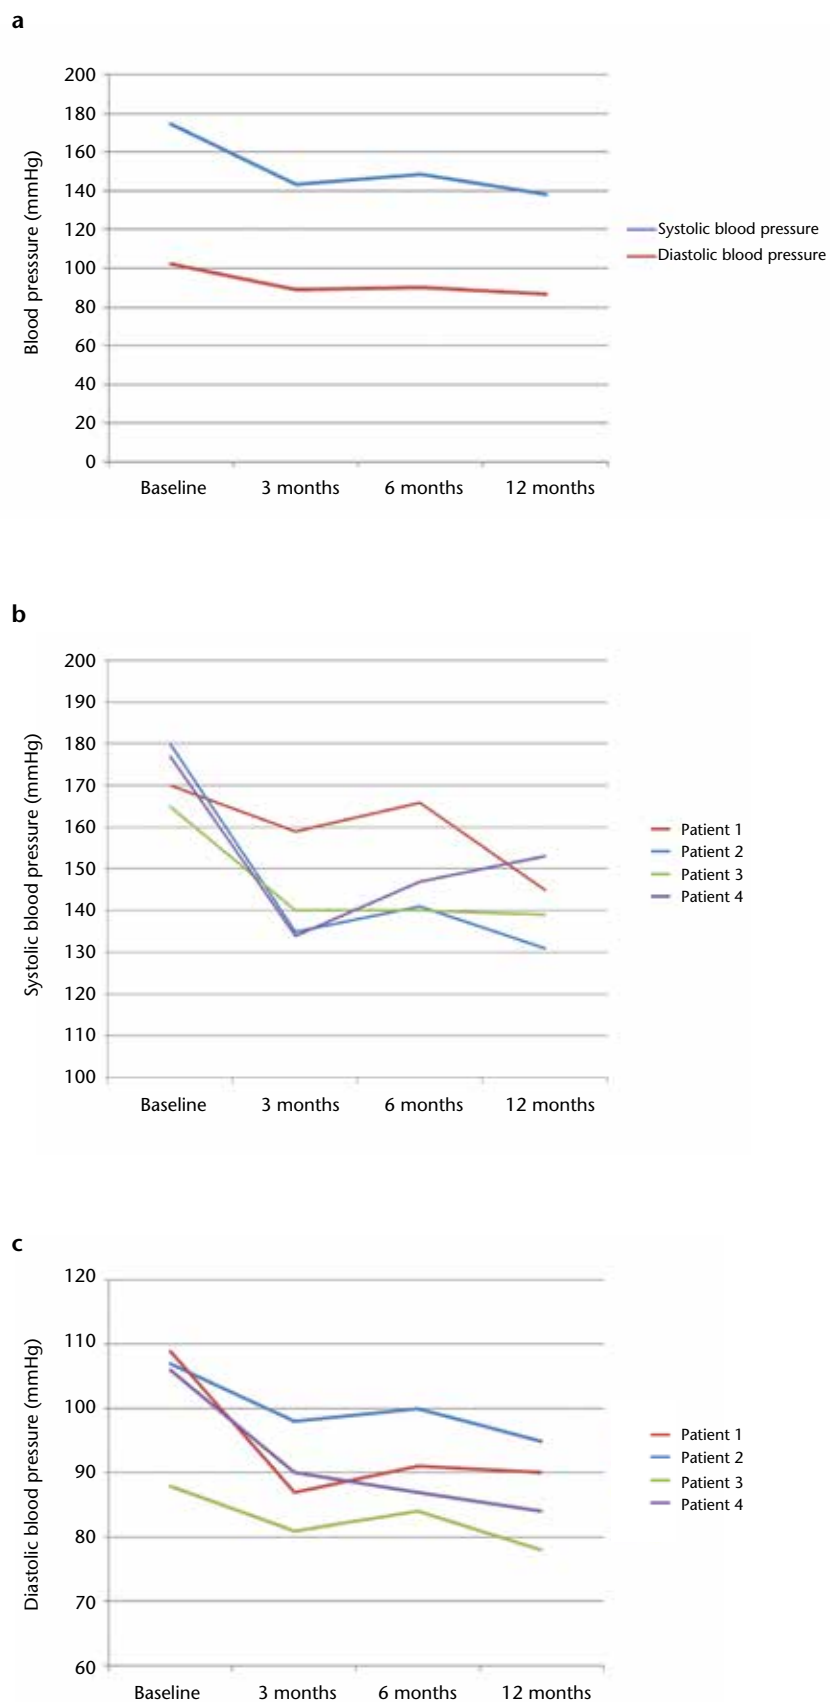 a
200
180
160
140
120
100
80
60
40
20
0
Blood presssure (mmHg)
Baseline 3 months 6 months 12 months
Systolic blood pressure
Diastolic blood pressure
b
200
190
180
170
160
150
140
130
120
110
100
Systolic blood pressure (mmHg)
Baseline 3 months 6 months 12 months
Patient 1
Patient 2
Patient 3
Patient 4
c
120
110
100
90
80
70
60
Diastolic blood pressure (mmHg)
Baseline 3 months 6 months 12 months
Patient 1
Patient 2
Patient 3
Patient 4